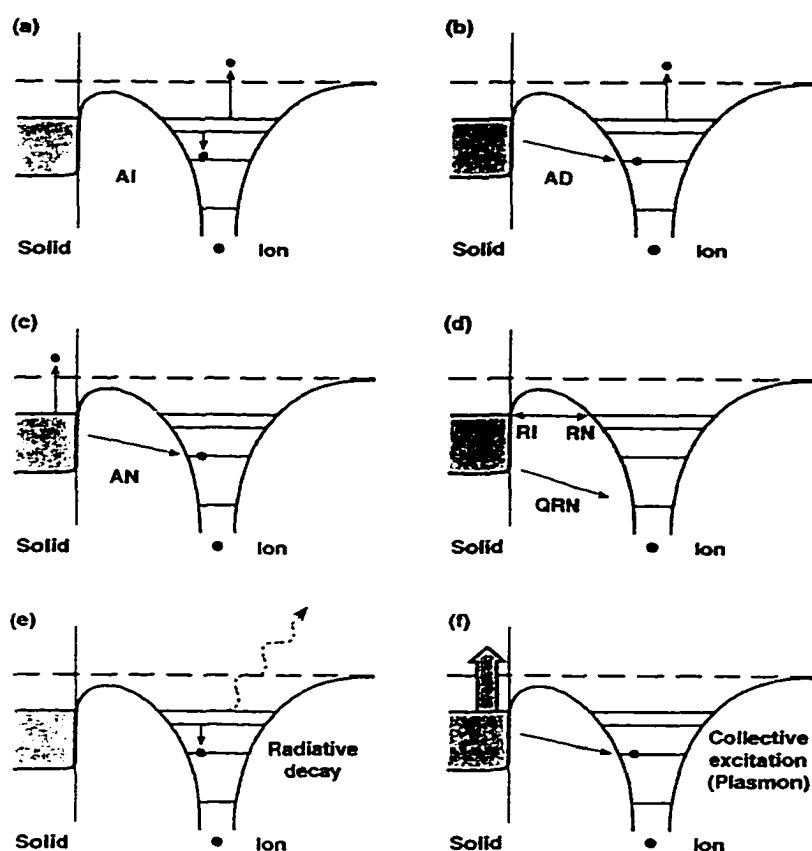 (a)
AI
Solid
Ion
(b)
AD
Solid
Ion
(c)
AN
Solid
Ion
(d)
RI
RN
QRN
Solid
Ion
(e)
Radiative
decay
Solid
Ion
(f)
Collective
excitation
(Plasmon)
Solid
Ion